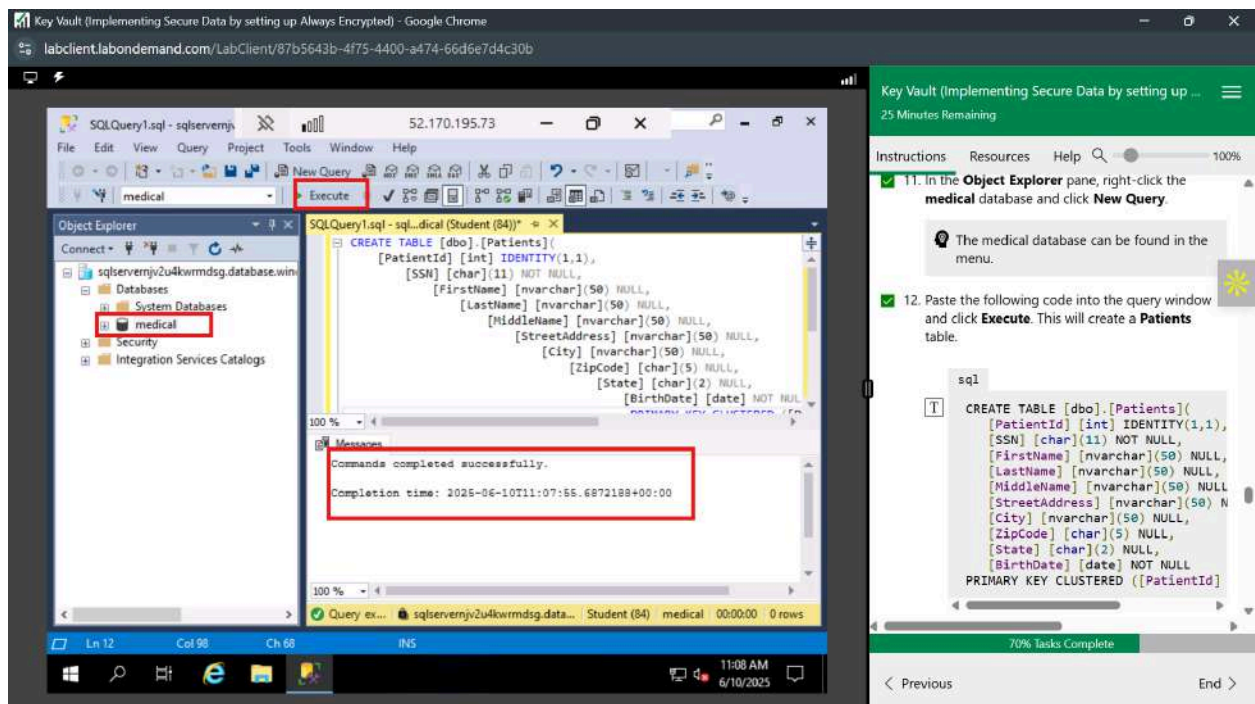 Key Vault (Implementing Secure Data by setting up Always Encrypted) - Google Chrome
labclient.labondemand.com/LabClient/87b5643b-4f75-4400-a474-66d6e7d4c30b
SQLQuery1.sql - sqlservernjv
52.170.195.73
File Edit View Query Project Tools Window Help
New Query
medical
Execute
Object Explorer
Connect
sqlservernjv2u4kwrmdsg.database.win
Databases
System Databases
medical
Security
Integration Services Catalogs
SQLQuery1.sql - sql...dical (Student (84))*
CREATE TABLE [dbo].[Patients](
[PatientId] [int] IDENTITY(1,1),
[SSN] [char](11) NOT NULL,
[FirstName] [nvarchar](50) NULL,
[LastName] [nvarchar](50) NULL,
[MiddleName] [nvarchar](50) NULL,
[StreetAddress] [nvarchar](50) NULL,
[City] [nvarchar](50) NULL,
[ZipCode] [char](5) NULL,
[State] [char](2) NULL,
[BirthDate] [date] NOT NUL
PRIMARY KEY CLUSTERED
100 %
Messages
Commands completed successfully.
Completion time: 2025-06-10T11:07:55.6872188+00:00
100 %
Query ex... sqlservernjv2u4kwrmdsg.data... Student (84) medical 00:00:00 0 rows
Ln 12 Col 98 Ch 68 INS
11:08 AM
6/10/2025
Key Vault (Implementing Secure Data by setting up ...
25 Minutes Remaining
Instructions Resources Help 100%
11. In the Object Explorer pane, right-click the
medical database and click New Query.
The medical database can be found in the
menu.
12. Paste the following code into the query window
and click Execute. This will create a Patients
table.
sql
T
CREATE TABLE [dbo].[Patients](
[PatientId] [int] IDENTITY(1,1),
[SSN] [char](11) NOT NULL,
[FirstName] [nvarchar](50) NULL,
[LastName] [nvarchar](50) NULL,
[MiddleName] [nvarchar](50) NULL
[StreetAddress] [nvarchar](50) N
[City] [nvarchar](50) NULL,
[ZipCode] [char](5) NULL,
[State] [char](2) NULL,
[BirthDate] [date] NOT NULL
PRIMARY KEY CLUSTERED ([PatientId]
70% Tasks Complete
< Previous
End >